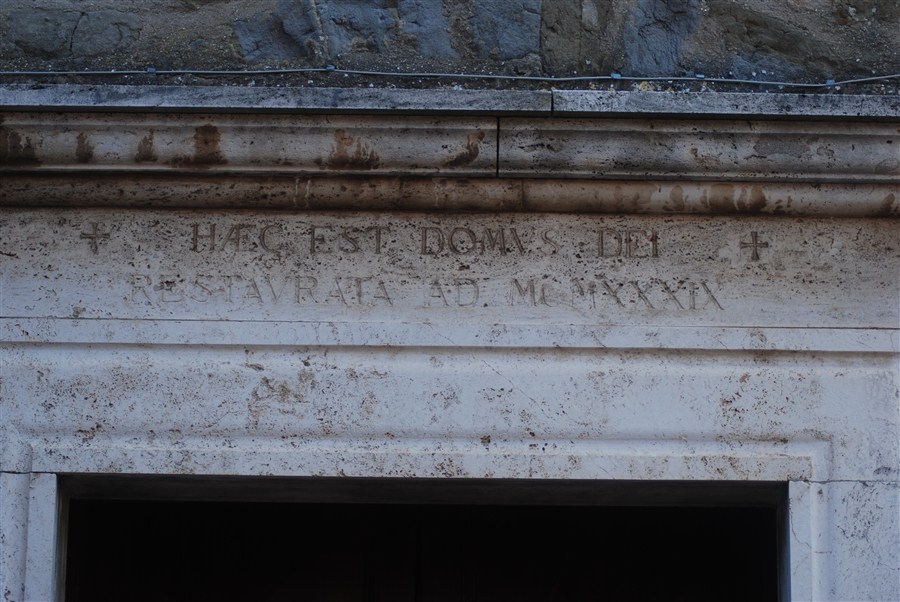 ✝ HÆC EST DOMVS DEI ✝
RESTAVRATA AD. MCMXXXIX